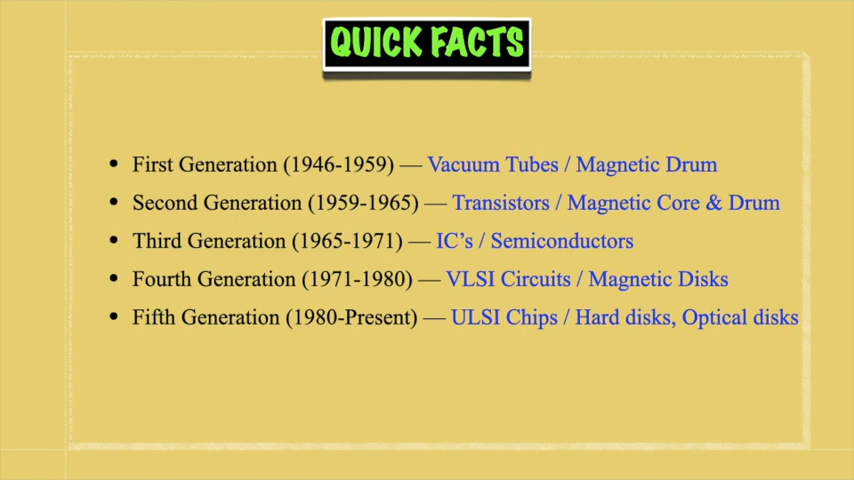 QUICK FACTS
• First Generation (1946-1959) — Vacuum Tubes / Magnetic Drum
• Second Generation (1959-1965) — Transistors / Magnetic Core & Drum
• Third Generation (1965-1971) — IC’s / Semiconductors
• Fourth Generation (1971-1980) — VLSI Circuits / Magnetic Disks
• Fifth Generation (1980-Present) — ULSI Chips / Hard disks, Optical disks